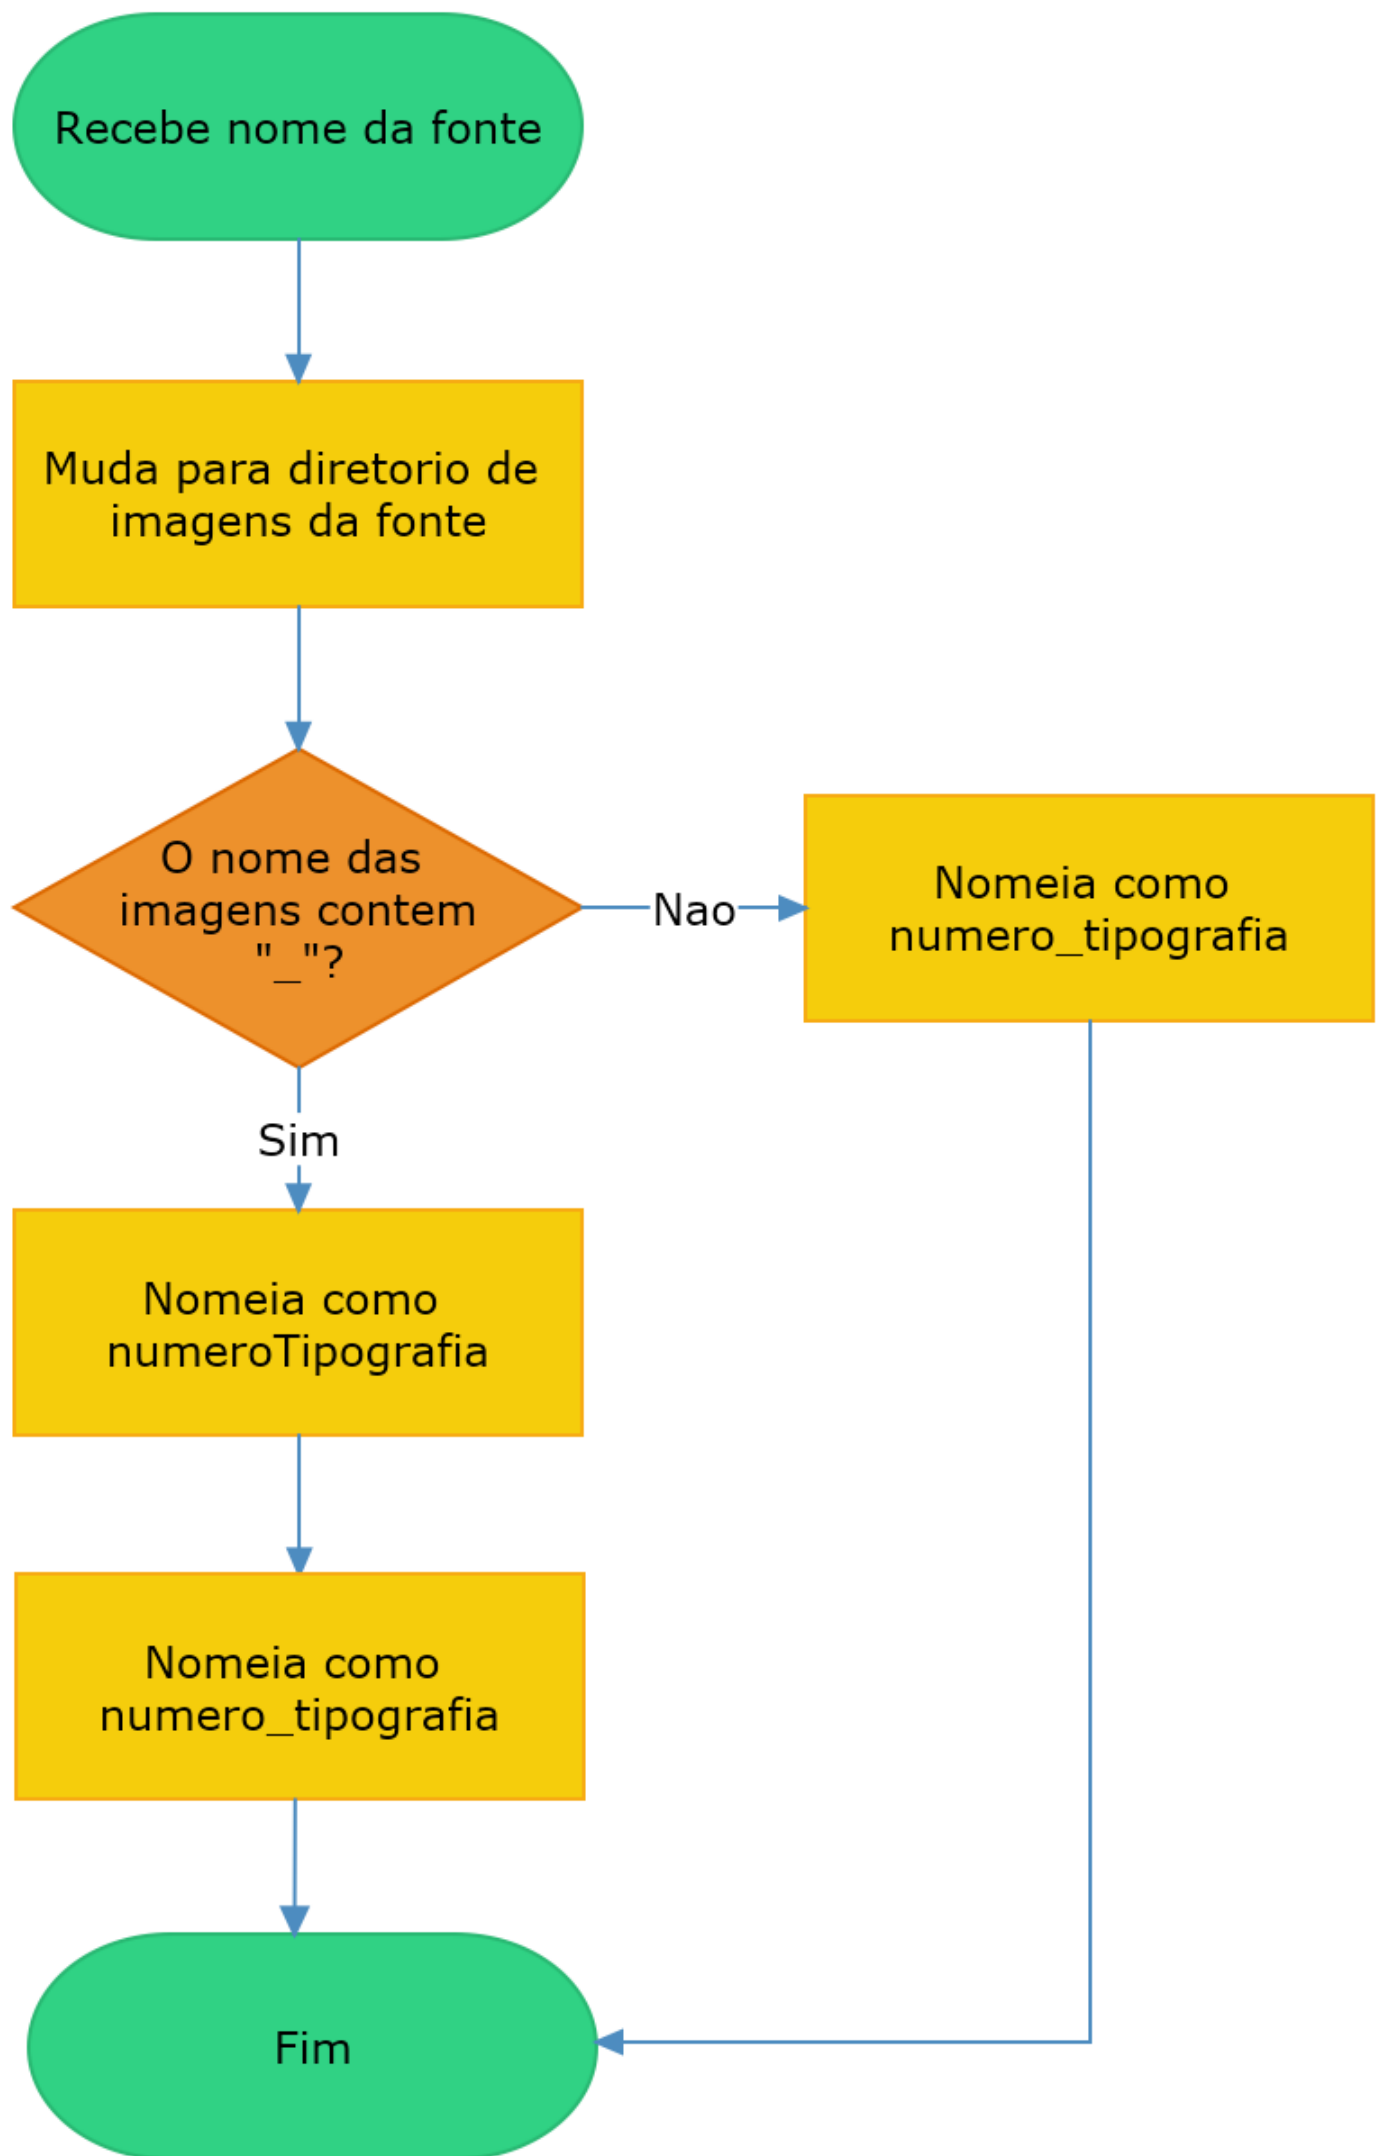 Recebe nome da fonte
Muda para diretorio de
imagens da fonte
O nome das
imagens contem
"_"?
Nao
Nomeia como
numero_tipografia
Sim
Nomeia como
numeroTipografia
Nomeia como
numero_tipografia
Fim